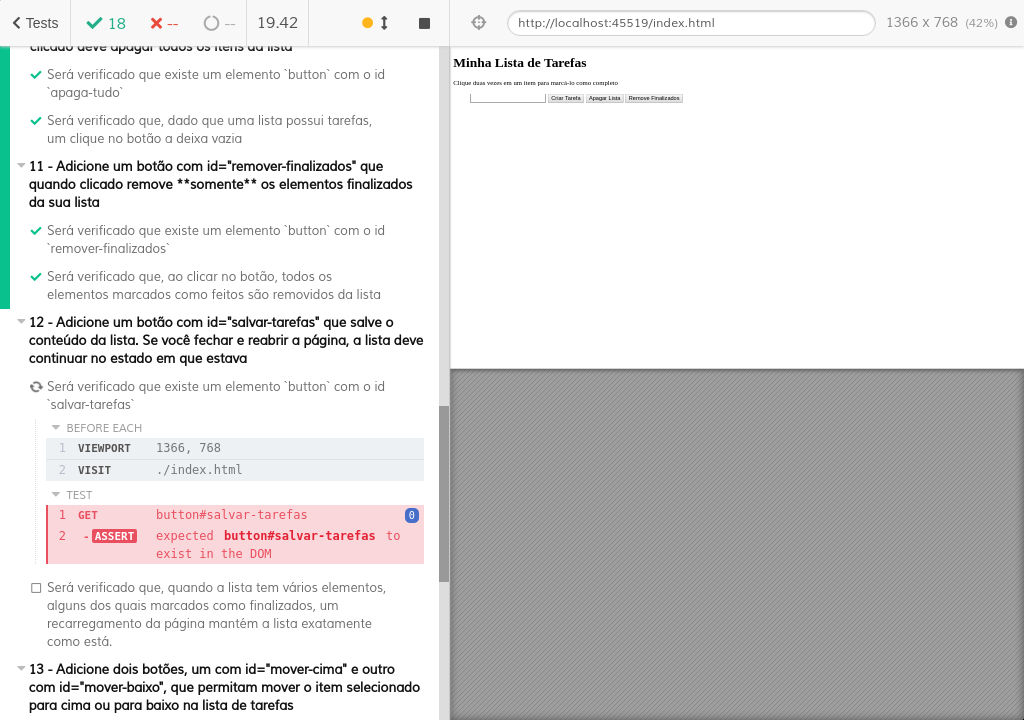 Tests
18
--
--
19.42
http://localhost:45519/index.html
1366 x 768 (42%)
clicado deve apagar todos os itens da lista
Será verificado que existe um elemento `button` com o id
`apaga-tudo`
Será verificado que, dado que uma lista possui tarefas,
um clique no botão a deixa vazia
11 - Adicione um botão com id="remover-finalizados" que
quando clicado remove **somente** os elementos finalizados
da sua lista
Será verificado que existe um elemento `button` com o id
`remover-finalizados`
Será verificado que, ao clicar no botão, todos os
elementos marcados como feitos são removidos da lista
12 - Adicione um botão com id="salvar-tarefas" que salve o
conteúdo da lista. Se você fechar e reabrir a página, a lista deve
continuar no estado em que estava
Será verificado que existe um elemento `button` com o id
`salvar-tarefas`
BEFORE EACH
1 VIEWPORT 1366, 768
2 VISIT ./index.html
TEST
1 GET button#salvar-tarefas 0
2 - ASSERT expected button#salvar-tarefas to
exist in the DOM
Será verificado que, quando a lista tem vários elementos,
alguns dos quais marcados como finalizados, um
recarregamento da página mantém a lista exatamente
como está.
13 - Adicione dois botões, um com id="mover-cima" e outro
com id="mover-baixo", que permitam mover o item selecionado
para cima ou para baixo na lista de tarefas
Minha Lista de Tarefas
Clique duas vezes em um item para marcá-lo como completo
Criar Tarefa Apagar Lista Remove Finalizados